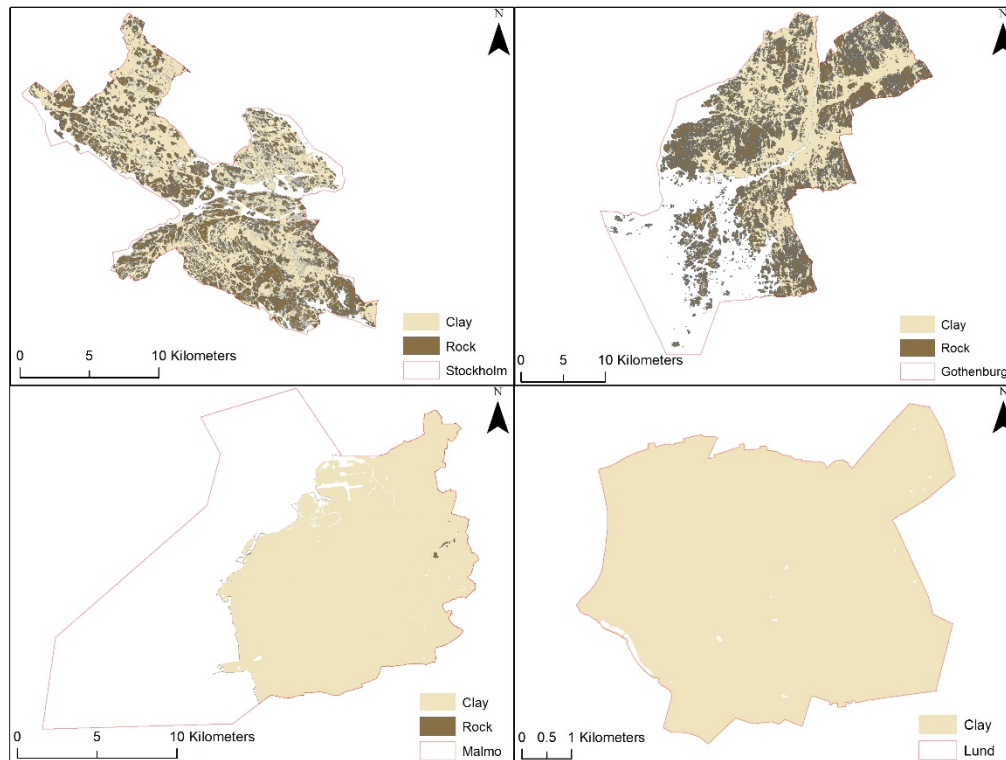 N
Clay
Rock
0 5 10 Kilometers
Stockholm
N
Clay
Rock
0 5 10 Kilometers
Gothenburg
N
Clay
Rock
0 5 10 Kilometers
Malmo
N
Clay
0 0.5 1 Kilometers
Lund